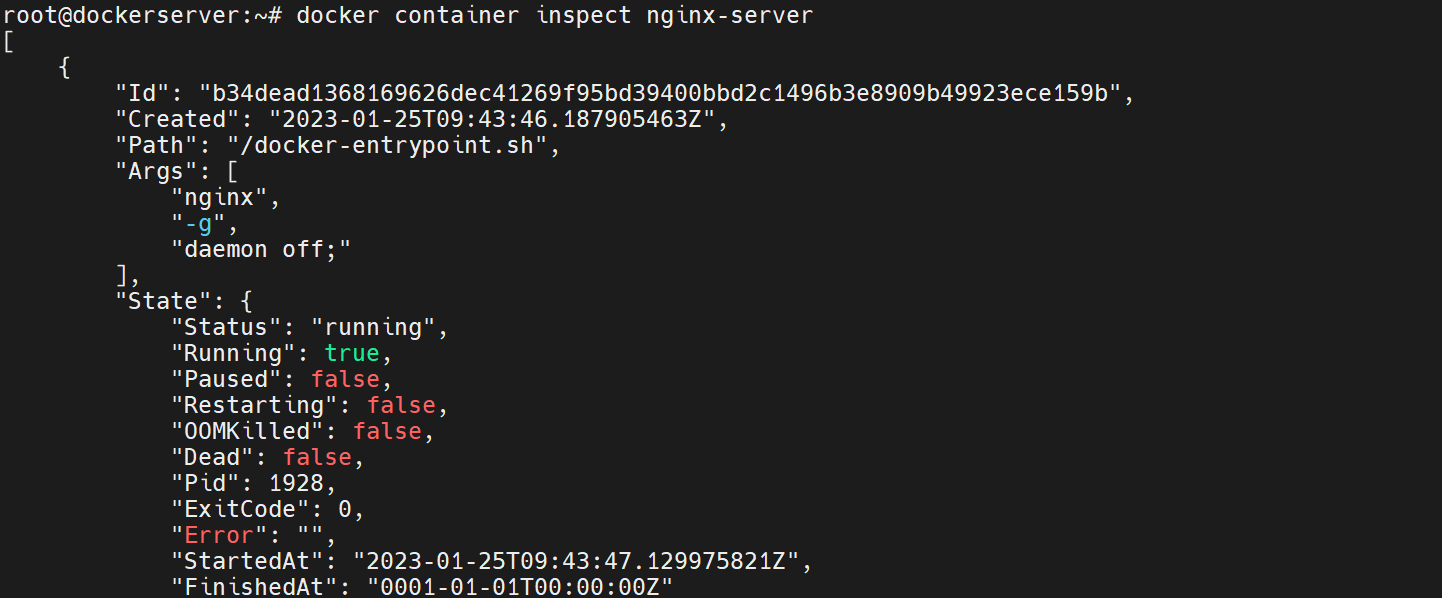 root@dockerserver:~# docker container inspect nginx-server
[
    {
        "Id": "b34dead1368169626dec41269f95bd39400bbd2c1496b3e8909b49923ece159b",
        "Created": "2023-01-25T09:43:46.187905463Z",
        "Path": "/docker-entrypoint.sh",
        "Args": [
            "nginx",
            "-g",
            "daemon off;"
        ],
        "State": {
            "Status": "running",
            "Running": true,
            "Paused": false,
            "Restarting": false,
            "OOMKilled": false,
            "Dead": false,
            "Pid": 1928,
            "ExitCode": 0,
            "Error": "",
            "StartedAt": "2023-01-25T09:43:47.129975821Z",
            "FinishedAt": "0001-01-01T00:00:00Z"